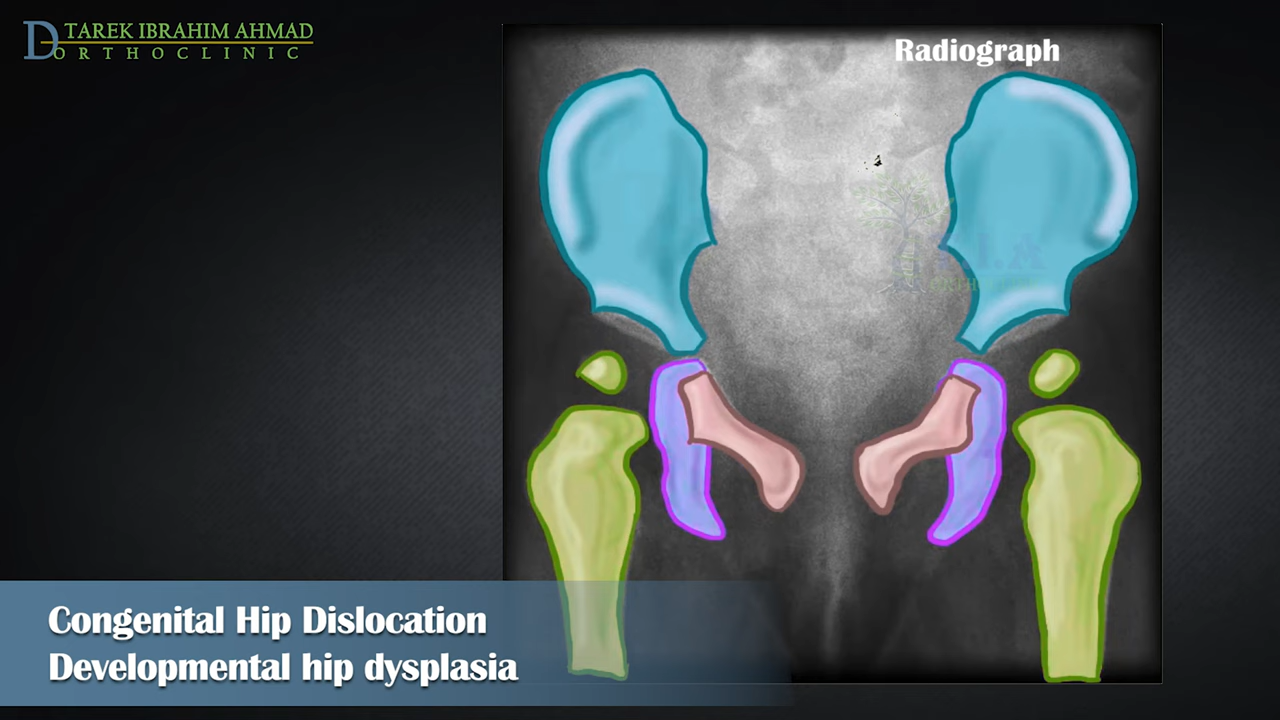 TAREK IBRAHIM AHMAD
D ORTHOCLINIC
Radiograph
Congenital Hip Dislocation
Developmental hip dysplasia